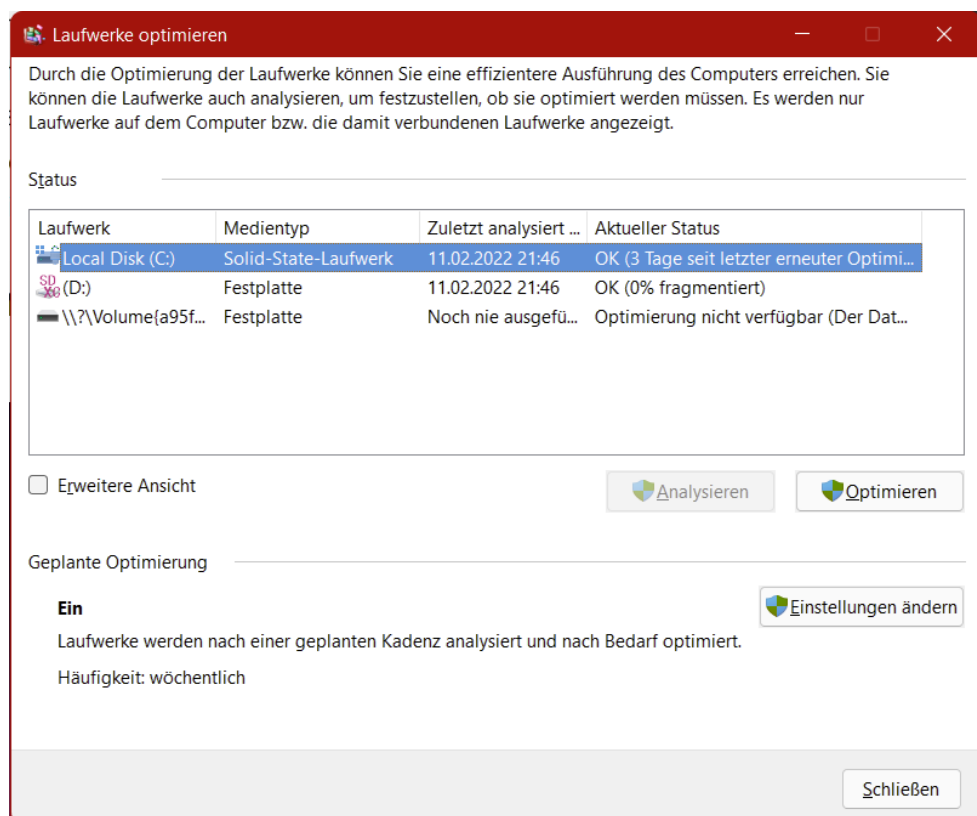 Laufwerke optimieren
Durch die Optimierung der Laufwerke können Sie eine effizientere Ausführung des Computers erreichen. Sie
können die Laufwerke auch analysieren, um festzustellen, ob sie optimiert werden müssen. Es werden nur
Laufwerke auf dem Computer bzw. die damit verbundenen Laufwerke angezeigt.
Status
Laufwerk Medientyp Zuletzt analysiert ... Aktueller Status
Local Disk (C:) Solid-State-Laufwerk 11.02.2022 21:46 OK (3 Tage seit letzter erneuter Optimi...
SD XC (D:) Festplatte 11.02.2022 21:46 OK (0% fragmentiert)
\\?\Volume{a95f... Festplatte Noch nie ausgefü... Optimierung nicht verfügbar (Der Dat...
Erweitere Ansicht Analysieren Optimieren
Geplante Optimierung
Ein Einstellungen ändern
Laufwerke werden nach einer geplanten Kadenz analysiert und nach Bedarf optimiert.
Häufigkeit: wöchentlich
Schließen